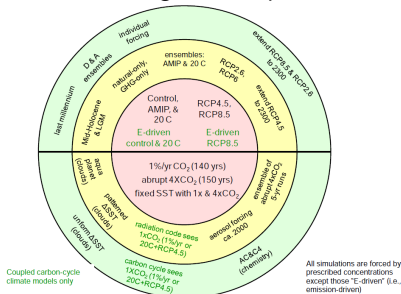 individual
forcing
D & A
ensembles
last millennium
extend RCP8.5 & RCP2.6
to 2300
ensembles:
AMIP & 20 C
natural-only,
GHG-only
Mid-Holocene
& LGM
RCP2.6,
RCP6
extend RCP4.5
to 2300
Control,
AMIP, &
20 C
RCP4.5,
RCP8.5
E-driven
control & 20 C
E-driven
RCP8.5
1%/yr CO2 (140 yrs)
abrupt 4XCO2 (150 yrs)
fixed SST with 1x & 4xCO2
aqua
planet
(clouds)
patterned
ΔSST
(clouds)
uniform ΔSST
(clouds)
radiation code sees
1XCO2 (1%/yr or
20C+RCP4.5)
carbon cycle sees
1XCO2 (1%/yr or
20C+RCP4.5)
aerosol forcing
ca. 2000
ensemble of
abrupt 4xCO2
5-yr runs
AC&C4
(chemistry)
Coupled carbon-cycle
climate models only
All simulations are forced by
prescribed concentrations
except those "E-driven" (i.e.,
emission-driven)